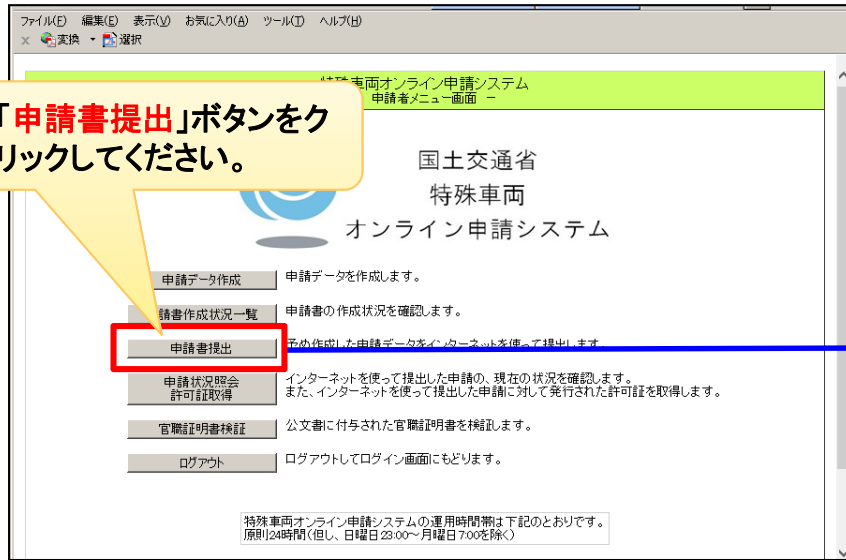 ファイル(F) 編集(E) 表示(V) お気に入り(A) ツール(T) ヘルプ(H)
x 変換 ▾ 選択
特殊車両オンライン申請システム
申請者メニュー画面 －
「申請書提出」ボタンをク
リックしてください。
国土交通省
特殊車両
オンライン申請システム
申請データ作成 申請データを作成します。
請書作成状況一覧 申請書の作成状況を確認します。
申請書提出 予め作成した申請データをインターネットを使って提出します。
申請状況照会
許可証取得
インターネットを使って提出した申請の、現在の状況を確認します。
また、インターネットを使って提出した申請に対して発行された許可証を取得します。
官職証明書検証 公文書に付与された官職証明書を検証します。
ログアウト ログアウトしてログイン画面にもどります。
特殊車両オンライン申請システムの運用時間帯は下記のとおりです。
原則24時間(但し、日曜日23:00～月曜日7:00を除く)